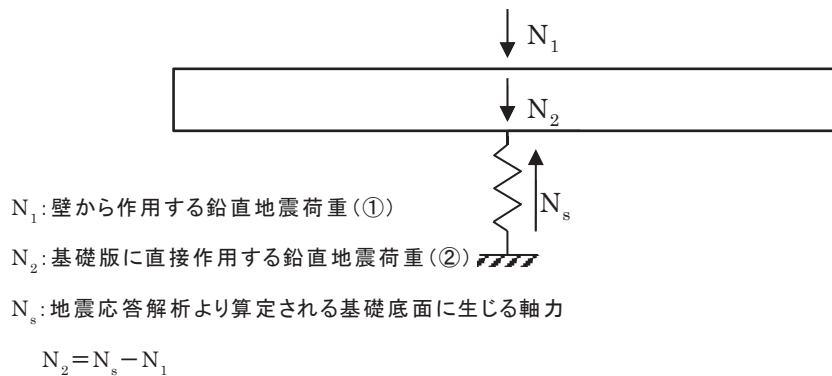 N₁
N₂
Nₛ
N₁:壁から作用する鉛直地震荷重(①)
N₂:基礎版に直接作用する鉛直地震荷重(②)
Nₛ:地震応答解析より算定される基礎底面に生じる軸力
N₂=Nₛ-N₁